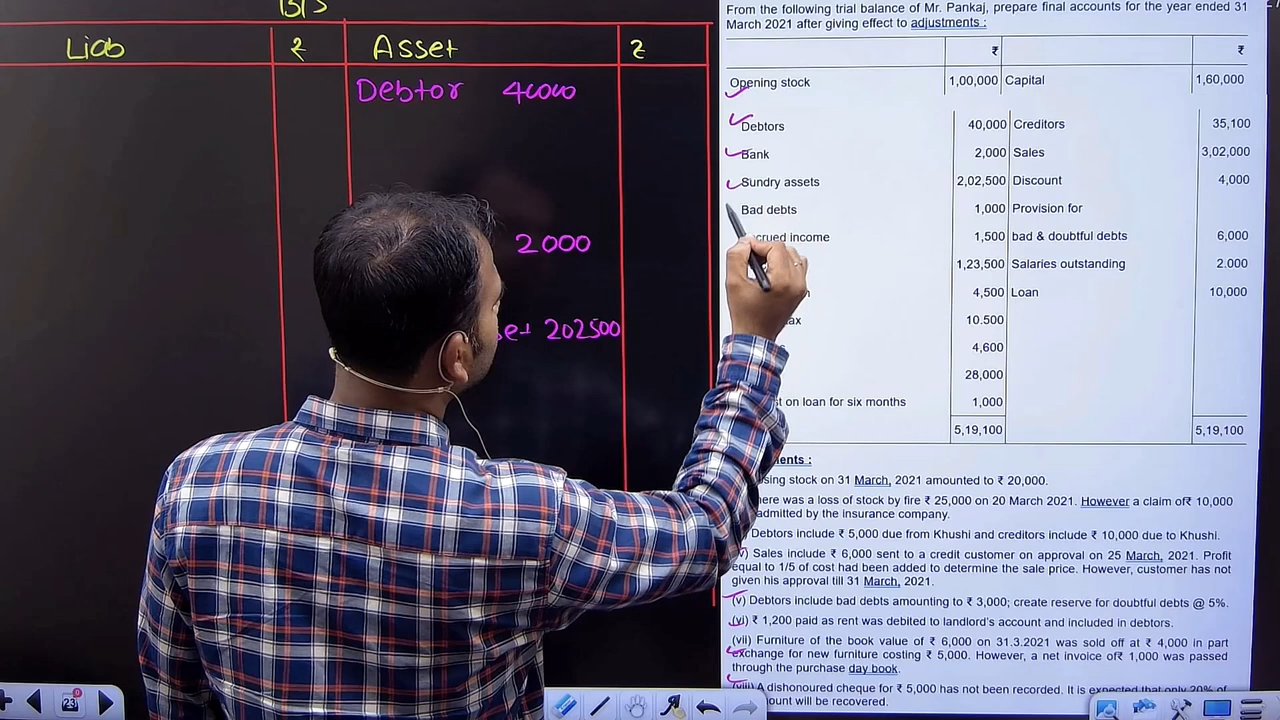 B/S
Liab ₹ Asset ₹
Debtor 40000
2000
202500
From the following trial balance of Mr. Pankaj, prepare final accounts for the year ended 31
March 2021 after giving effect to adjustments :
₹ ₹
Opening stock 1,00,000 Capital 1,60,000
Debtors 40,000 Creditors 35,100
Bank 2,000 Sales 3,02,000
Sundry assets 2,02,500 Discount 4,000
Bad debts 1,000 Provision for
income 1,500 bad & doubtful debts 6,000
1,23,500 Salaries outstanding 2.000
4,500 Loan 10,000
10.500
4,600
28,000
on loan for six months 1,000
5,19,100 5,19,100
stock on 31 March, 2021 amounted to ₹ 20,000.
was a loss of stock by fire ₹ 25,000 on 20 March 2021. However a claim of₹ 10,000
admitted by the insurance company.
Debtors include ₹ 5,000 due from Khushi and creditors include ₹ 10,000 due to Khushi.
Sales include ₹ 6,000 sent to a credit customer on approval on 25 March, 2021. Profit
equal to 1/5 of cost had been added to determine the sale price. However, customer has not
given his approval till 31 March, 2021.
(v) Debtors include bad debts amounting to ₹ 3,000; create reserve for doubtful debts @ 5%.
(vi) ₹ 1,200 paid as rent was debited to landlord's account and included in debtors.
(vii) Furniture of the book value of ₹ 6,000 on 31.3.2021 was sold off at ₹ 4,000 in part
exchange for new furniture costing ₹ 5,000. However, a net invoice of₹ 1,000 was passed
through the purchase day book.
(viii) A dishonoured cheque for ₹ 5,000 has not been recorded. It is expected that only 20% of
will be recovered.
23